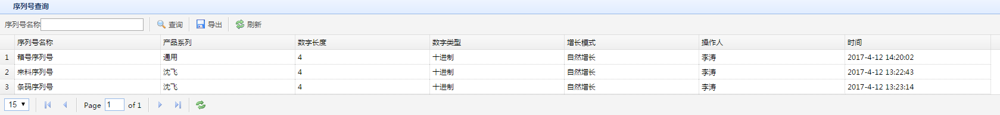 序列号查询
序列号名称 查询 导出 刷新
序列号名称 产品系列 数字长度 数字类型 增长模式 操作人 时间
1 箱号序列号 通用 4 十进制 自然增长 李涛 2017-4-12 14:20:02
2 来料序列号 沈飞 4 十进制 自然增长 李涛 2017-4-12 13:22:43
3 条码序列号 沈飞 4 十进制 自然增长 李涛 2017-4-12 13:23:14
15 Page 1 of 1